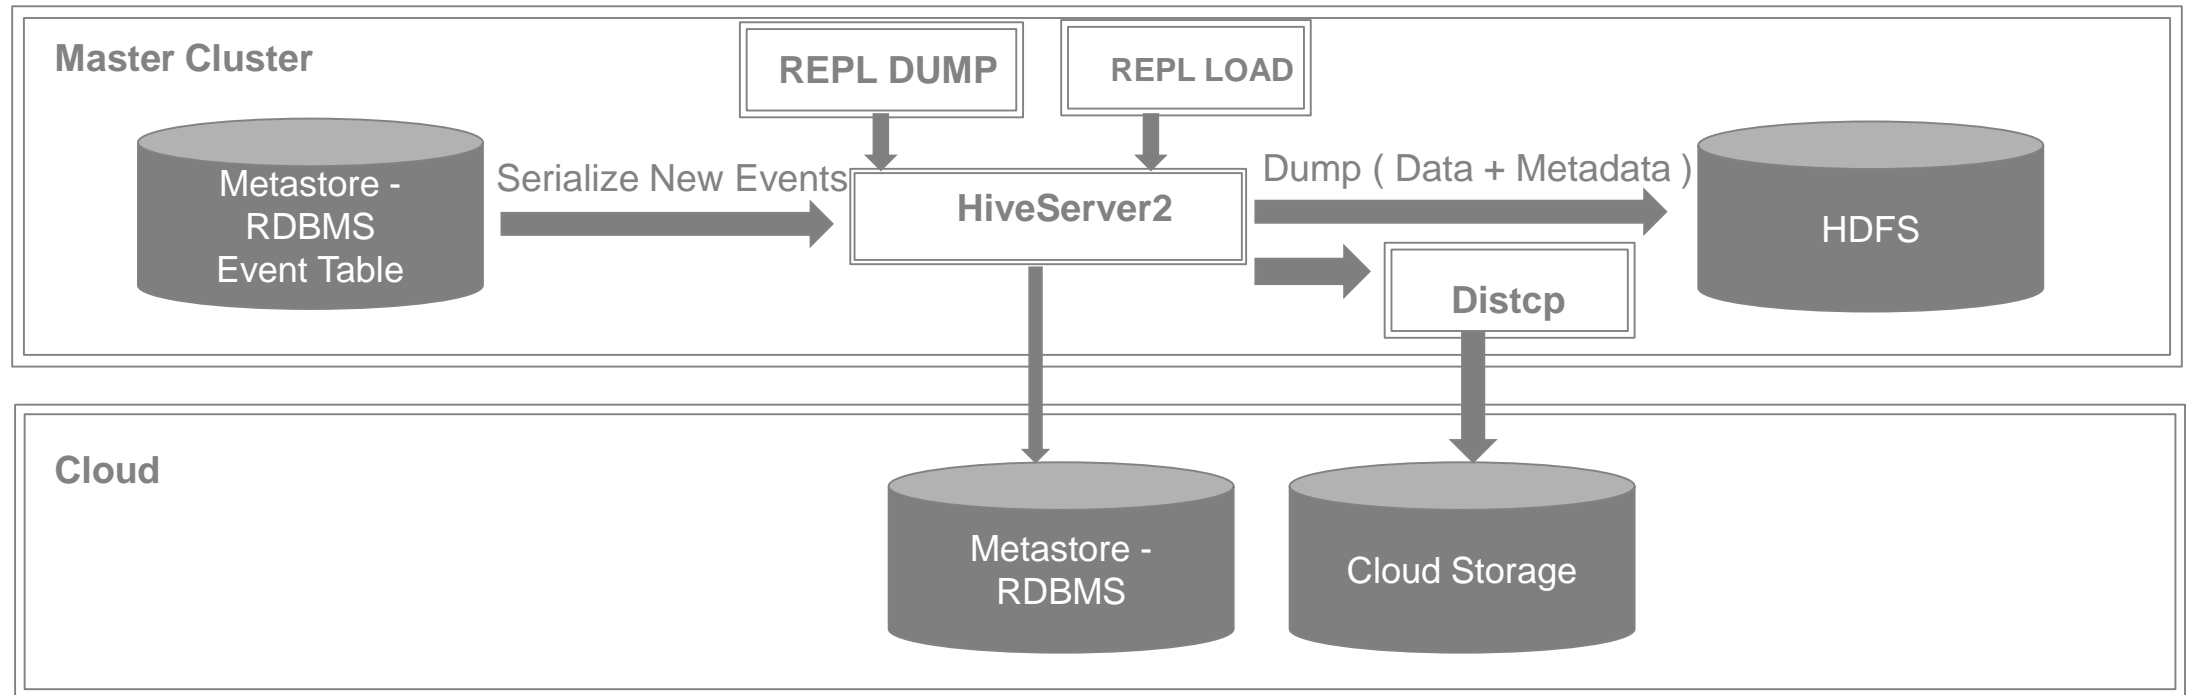 Master Cluster
REPL DUMP
REPL LOAD
Metastore -
RDBMS
Event Table
Serialize New Events
HiveServer2
Dump ( Data + Metadata )
HDFS
Distcp
Cloud
Metastore -
RDBMS
Cloud Storage